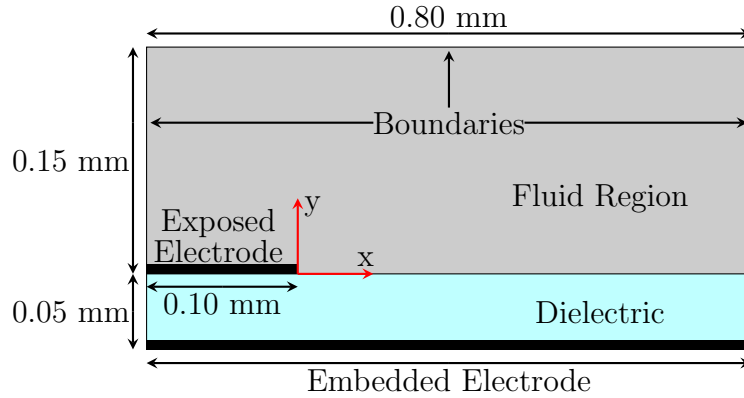 0.80 mm
Boundaries
0.15 mm
Fluid Region
y
Exposed
Electrode
x
0.10 mm
0.05 mm
Dielectric
Embedded Electrode